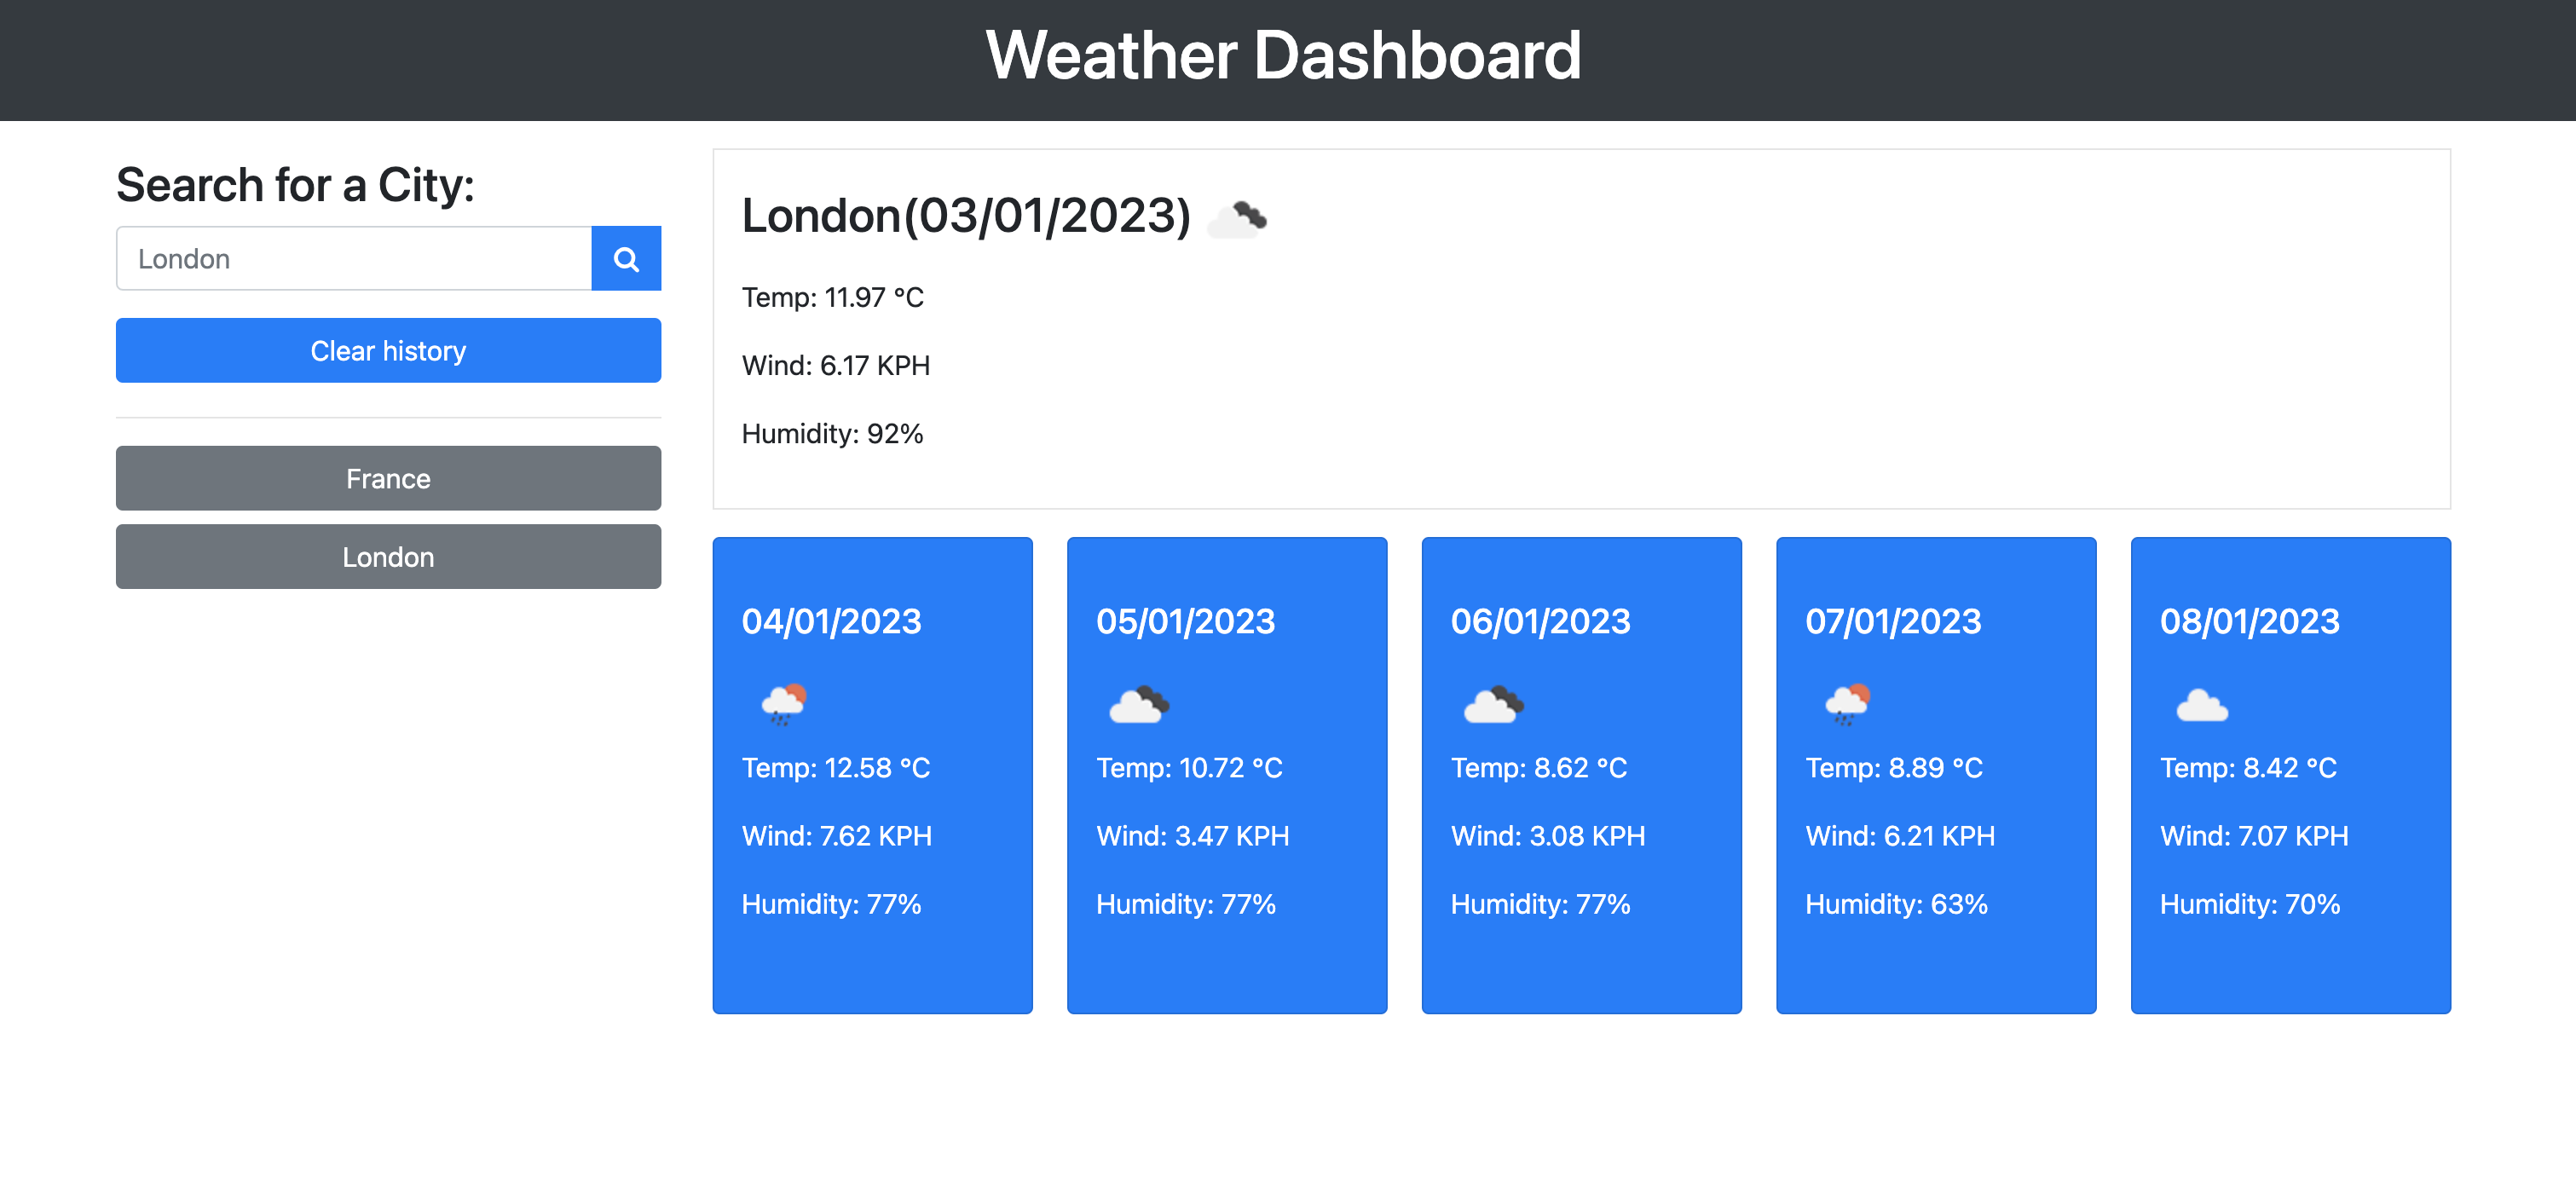 Weather Dashboard
Search for a City:
London
Clear history
France
London
London(03/01/2023)
Temp: 11.97 °C
Wind: 6.17 KPH
Humidity: 92%
04/01/2023
Temp: 12.58 °C
Wind: 7.62 KPH
Humidity: 77%
05/01/2023
Temp: 10.72 °C
Wind: 3.47 KPH
Humidity: 77%
06/01/2023
Temp: 8.62 °C
Wind: 3.08 KPH
Humidity: 77%
07/01/2023
Temp: 8.89 °C
Wind: 6.21 KPH
Humidity: 63%
08/01/2023
Temp: 8.42 °C
Wind: 7.07 KPH
Humidity: 70%